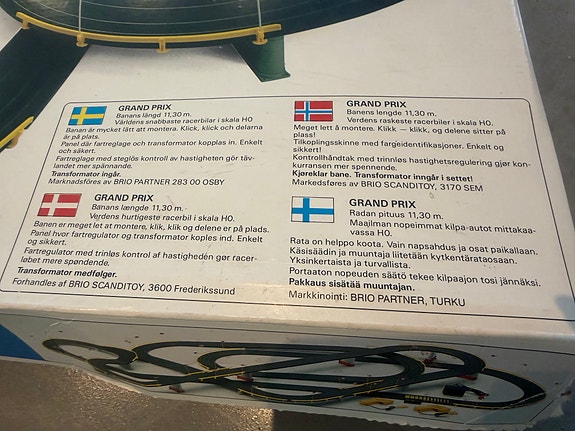 GRAND PRIX
Banans längd 11,30 m.
Världens snabbaste racerbilar i skala HO.
Banan är mycket lätt att montera. Klick, klick och delarna
är på plats.
Panel där fartreglage och transformator kopplas in. Enkelt
och säkert.
Fartreglage med steglös kontroll av hastigheten gör täv-
landet mer spännande.
Transformator ingår.
Marknadsföres av BRIO PARTNER 283 00 OSBY
GRAND PRIX
Banens længde 11,30 m.
Verdens hurtigeste racerbil i skala HO.
Banen er meget let at montere, klik, klik og delene er på plads.
Panel hvor fartregulator og transformator koples ind. Enkelt
og sikkert.
Fartregulator med trinløs kontrol av hastighedén gør racer-
løbet mere spøndende.
Transformator medfølger.
Forhandles af BRIO SCANDITOY, 3600 Frederikssund
GRAND PRIX
Banens lengde 11,30 m.
Verdens raskeste racerbiler i skala HO.
Meget lett å montere. Klikk — klikk, og delene sitter på
plass!
Tilkoplingsskinne med fargeidentifikasjoner. Enkelt og
sikkert!
Kontrollhåndtak med trinnløs hastighetsregulering gjør kon-
kurransen mer spennende.
Kjøreklar bane. Transformator inngår i settet!
Markedsføres av BRIO SCANDITOY, 3170 SEM
GRAND PRIX
Radan pituus 11,30 m.
Maailman nopeimmat kilpa-autot mittakaa-
vassa HO.
Rata on helppo koota. Vain napsahdus ja osat paikallaan.
Käsisäädin ja muuntaja liitetään kytkentärataosaan.
Yksinkertaista ja turvallista.
Portaaton nopeuden säätö tekee kilpaajon tosi jännäksi.
Pakkaus sisältää muuntajan.
Markkinointi: BRIO PARTNER, TURKU